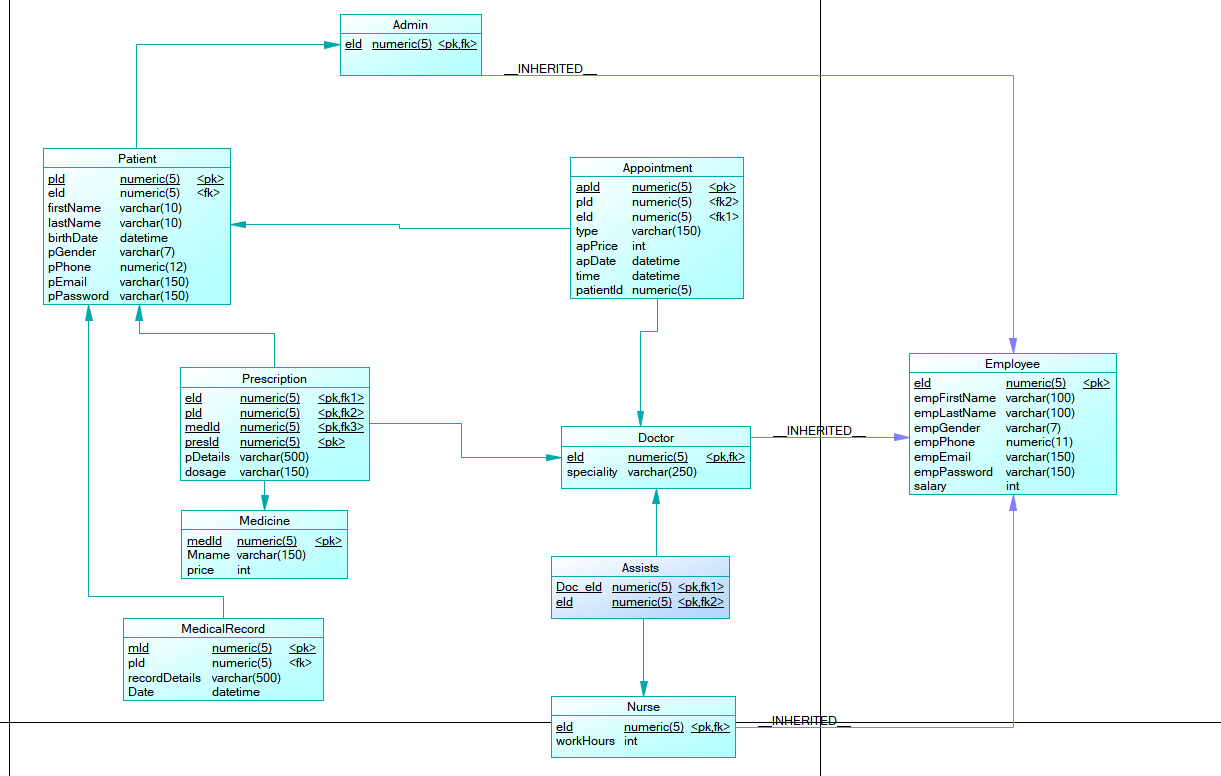 Admin
eId numeric(5) <pk,fk>
__INHERITED__
Patient
pId numeric(5) <pk>
eId numeric(5) <fk>
firstName varchar(10)
lastName varchar(10)
birthDate datetime
pGender varchar(7)
pPhone numeric(12)
pEmail varchar(150)
pPassword varchar(150)
Appointment
apId numeric(5) <pk>
pId numeric(5) <fk2>
eId numeric(5) <fk1>
type varchar(150)
apPrice int
apDate datetime
time datetime
patientId numeric(5)
Employee
eId numeric(5) <pk>
empFirstName varchar(100)
empLastName varchar(100)
empGender varchar(7)
empPhone numeric(11)
empEmail varchar(150)
empPassword varchar(150)
salary int
Prescription
eId numeric(5) <pk,fk1>
pId numeric(5) <pk,fk2>
medId numeric(5) <pk,fk3>
presId numeric(5) <pk>
pDetails varchar(500)
dosage varchar(150)
Doctor
eId numeric(5) <pk,fk>
speciality varchar(250)
__INHERITED__
Medicine
medId numeric(5) <pk>
Mname varchar(150)
price int
Assists
Doc_eId numeric(5) <pk,fk1>
eId numeric(5) <pk,fk2>
MedicalRecord
mId numeric(5) <pk>
pId numeric(5) <fk>
recordDetails varchar(500)
Date datetime
Nurse
eId numeric(5) <pk,fk>
workHours int
__INHERITED__